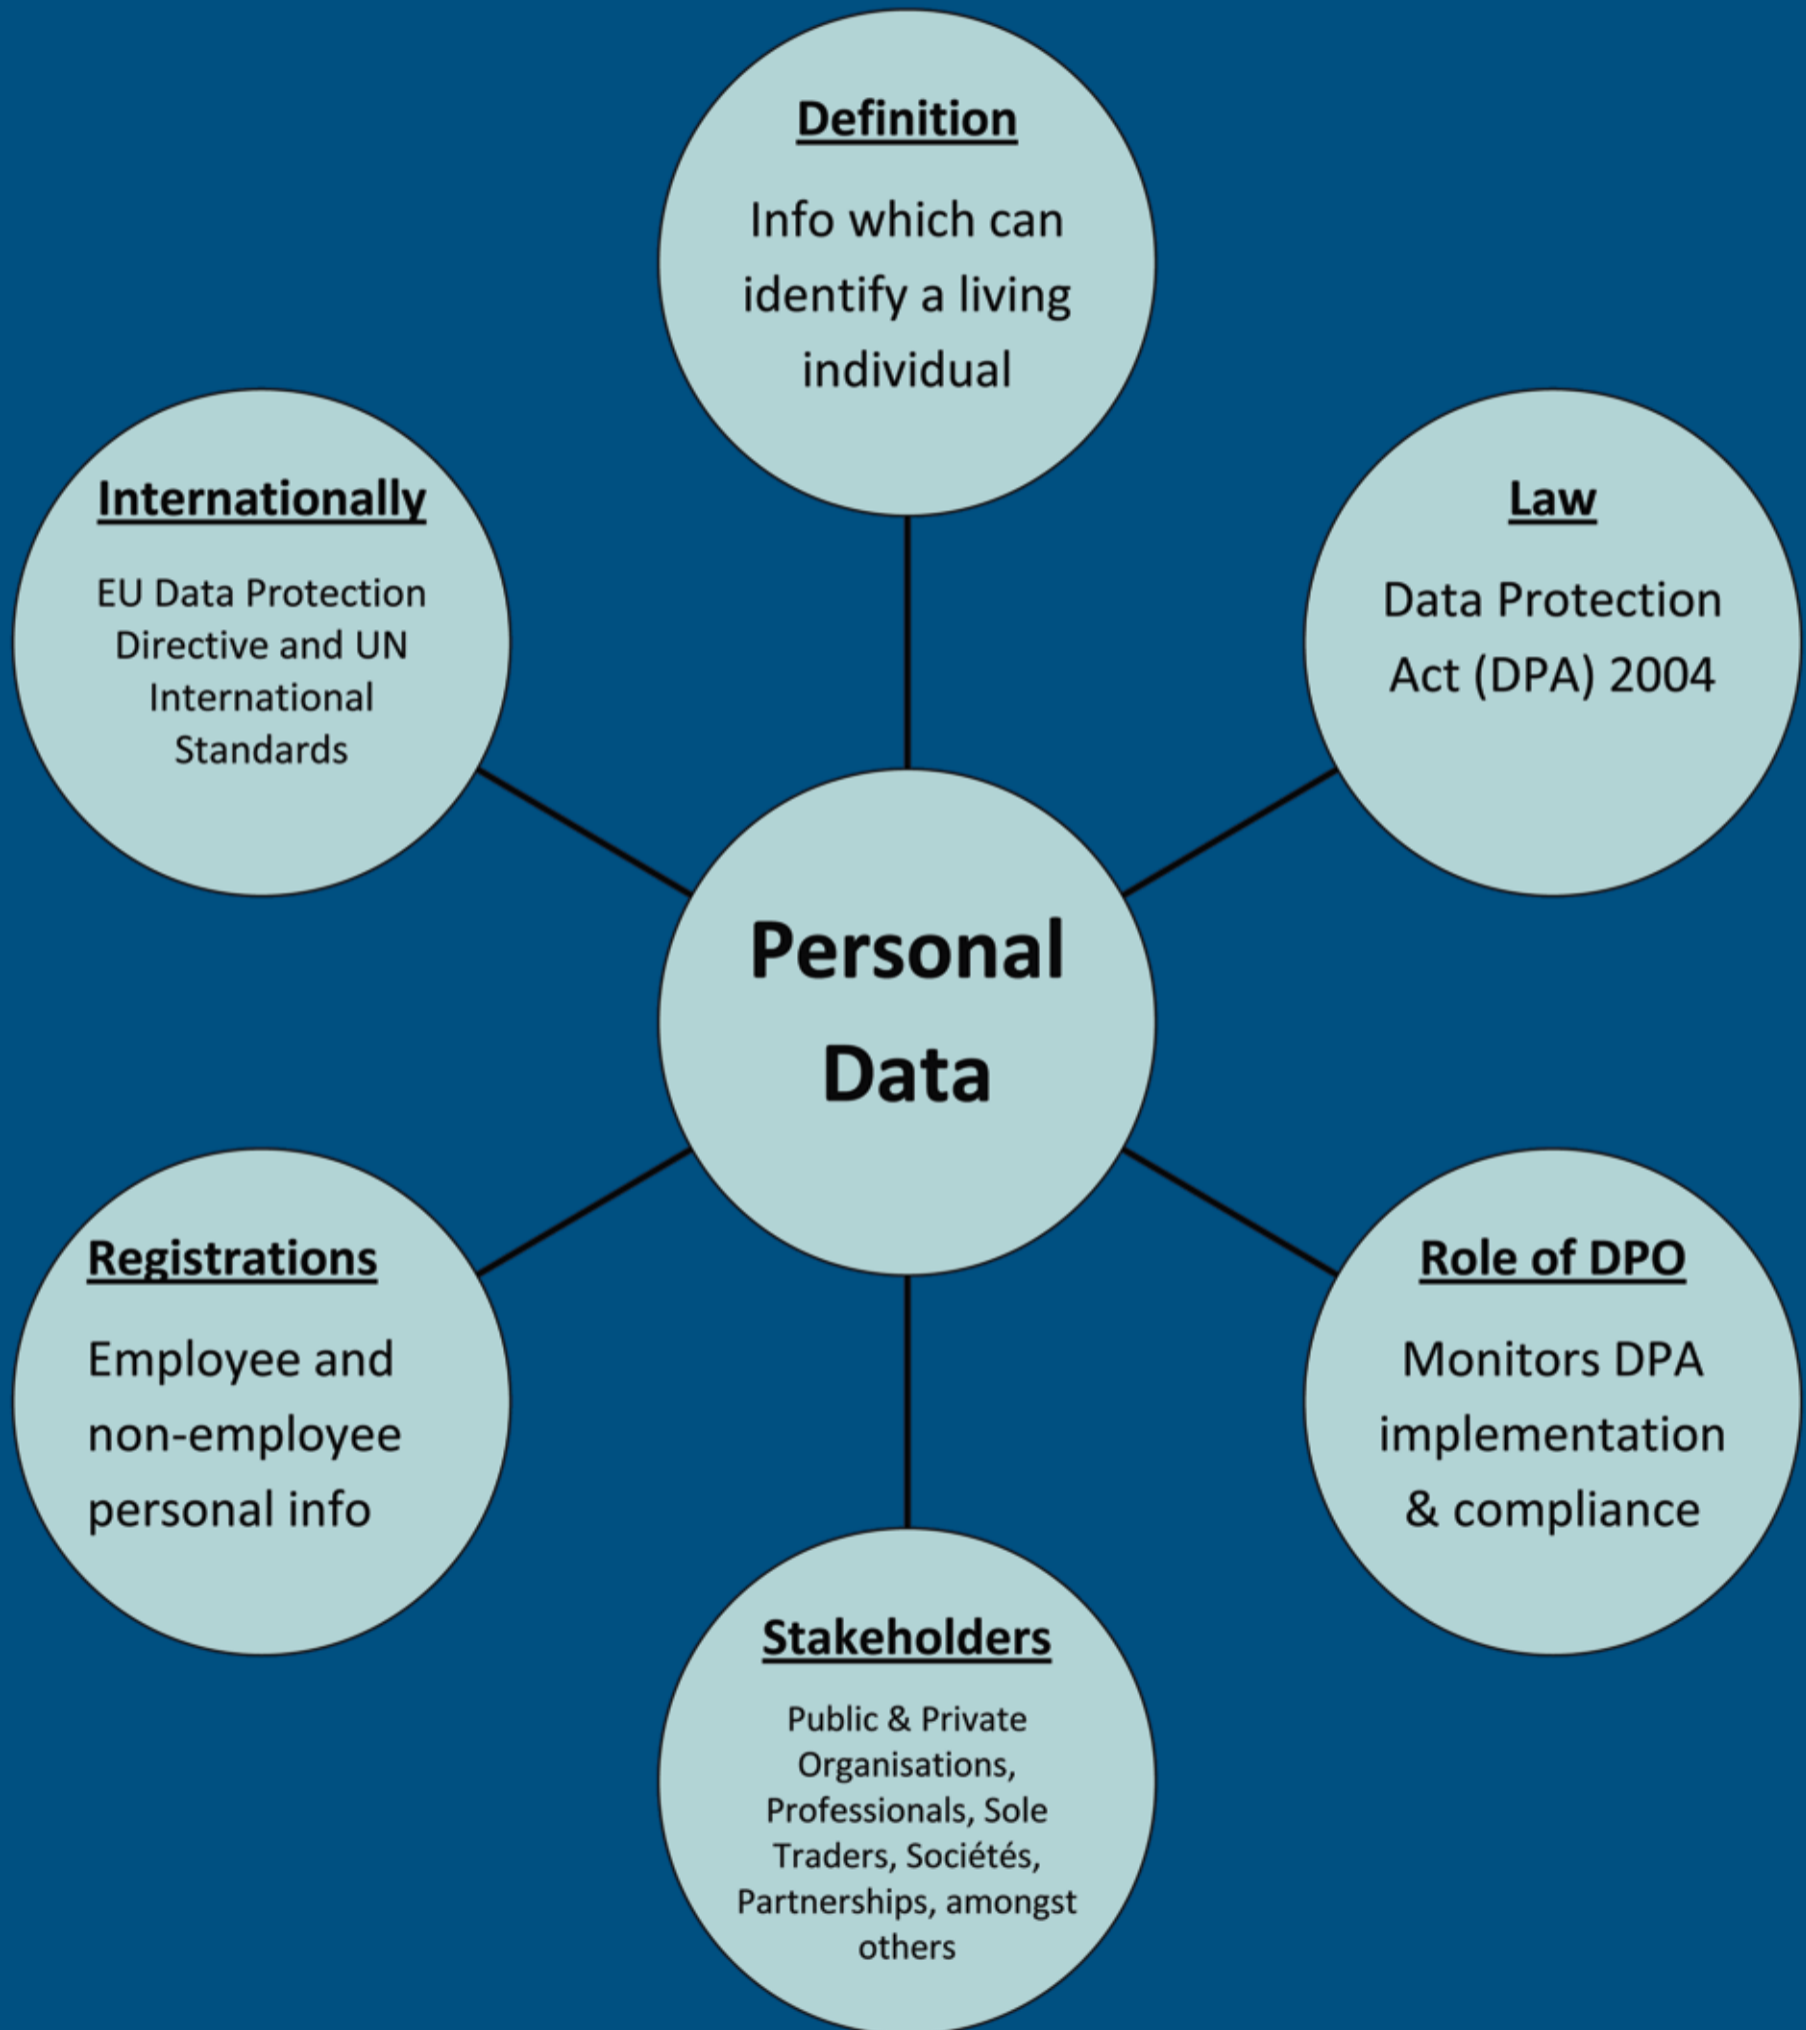 Definition
Info which can
identify a living
individual
Internationally
EU Data Protection
Directive and UN
International
Standards
Law
Data Protection
Act (DPA) 2004
Personal
Data
Registrations
Employee and
non-employee
personal info
Role of DPO
Monitors DPA
implementation
& compliance
Stakeholders
Public & Private
Organisations,
Professionals, Sole
Traders, Sociétés,
Partnerships, amongst
others